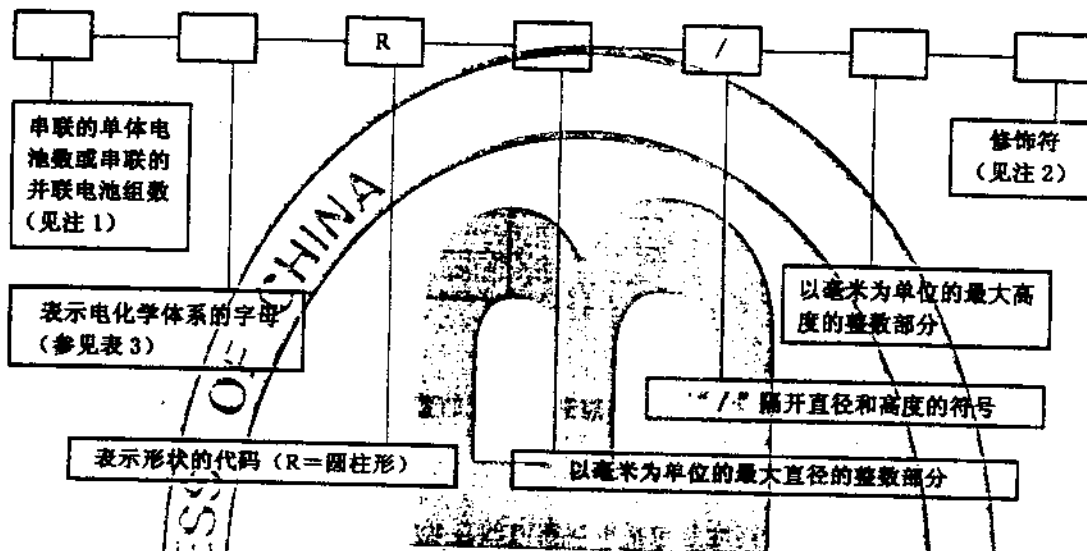 R /
串联的单体电
池数或串联的
并联电池组数
（见注 1）
修饰符
（见注 2）
CHINA
表示电化学体系的字母
（参见表 3）
以毫米为单位的最大高
度的整数部分
OF
“/” 隔开直径和高度的符号
表示形状的代码（R＝圆柱形）
以毫米为单位的最大直径的整数部分